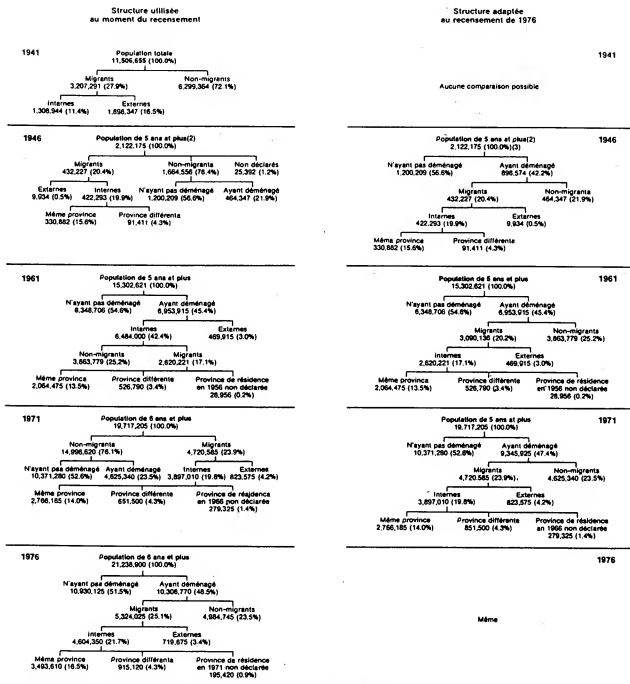 Structure utilisée
au moment du recensement
1941
Population totale
11,506,655 (100.0%)
Migrants
3,207,291 (27.9%)
Non-migrants
6,299,364 (72.1%)
Internes
1,308,944 (11.4%)
Externes
1,898,347 (16.5%)
1946
Population de 5 ans et plus(2)
2,122,175 (100.0%)
Migrants
432,227 (20.4%)
Non-migrants
1,664,556 (76.4%)
Non déclarés
25,392 (1.2%)
Externes
9,934 (0.5%)
Internes
422,293 (19.9%)
N'ayant pas déménagé
1,200,209 (56.6%)
Ayant déménagé
464,347 (21.9%)
Même province
330,882 (15.6%)
Province différente
91,411 (4.3%)
1961
Population de 5 ans et plus
15,302,621 (100.0%)
N'ayant pas déménagé
8,348,706 (54.6%)
Ayant déménagé
6,953,915 (45.4%)
Internes
6,484,000 (42.4%)
Externes
469,915 (3.0%)
Non-migrants
3,863,779 (25.2%)
Migrants
2,620,221 (17.1%)
Même province
2,064,475 (13.5%)
Province différente
526,790 (3.4%)
Province de résidence
en 1956 non déclarée
28,956 (0.2%)
1971
Population de 6 ans et plus
19,717,205 (100.0%)
Non-migrants
14,996,620 (76.1%)
Migrants
4,720,585 (23.9%)
N'ayant pas déménagé
10,371,280 (52.6%)
Ayant déménagé
4,625,340 (23.5%)
Internes
3,897,010 (19.8%)
Externes
823,575 (4.2%)
Même province
2,766,185 (14.0%)
Province différente
851,500 (4.3%)
Province de résidence
en 1966 non déclarée
279,325 (1.4%)
1976
Population de 6 ans et plus
21,238,900 (100.0%)
N'ayant pas déménagé
10,930,125 (51.5%)
Ayant déménagé
10,308,770 (48.5%)
Migrants
5,324,025 (25.1%)
Non-migrants
4,984,745 (23.5%)
Internes
4,604,350 (21.7%)
Externes
719,675 (3.4%)
Même province
3,493,610 (16.5%)
Province différente
915,120 (4.3%)
Province de résidence
en 1971 non déclarée
195,420 (0.9%)
Structure adaptée
au recensement de 1976
1941
Aucune comparaison possible
1946
Population de 5 ans et plus(2)
2,122,175 (100.0%)(3)
N'ayant pas déménagé
1,200,209 (56.6%)
Ayant déménagé
896,574 (42.2%)
Migrants
432,227 (20.4%)
Non-migrants
464,347 (21.9%)
Internes
422,293 (19.9%)
Externes
9,934 (0.5%)
Même province
330,882 (15.6%)
Province différente
91,411 (4.3%)
1961
Population de 5 ans et plus
15,302,621 (100.0%)
N'ayant pas déménagé
8,348,706 (54.6%)
Ayant déménagé
6,953,915 (45.4%)
Migrants
3,090,136 (20.2%)
Non-migrants
3,863,779 (25.2%)
Internes
2,620,221 (17.1%)
Externes
469,915 (3.0%)
Même province
2,064,475 (13.5%)
Province différente
526,790 (3.4%)
Province de résidence
en 1956 non déclarée
28,956 (0.2%)
1971
Population de 5 ans et plus
19,717,205 (100.0%)
N'ayant pas déménagé
10,371,280 (52.6%)
Ayant déménagé
9,345,925 (47.4%)
Migrants
4,720,585 (23.9%)
Non-migrants
4,625,340 (23.5%)
Internes
3,897,010 (19.8%)
Externes
823,575 (4.2%)
Même province
2,766,185 (14.0%)
Province différente
851,500 (4.3%)
Province de résidence
en 1966 non déclarée
279,325 (1.4%)
1976
Même